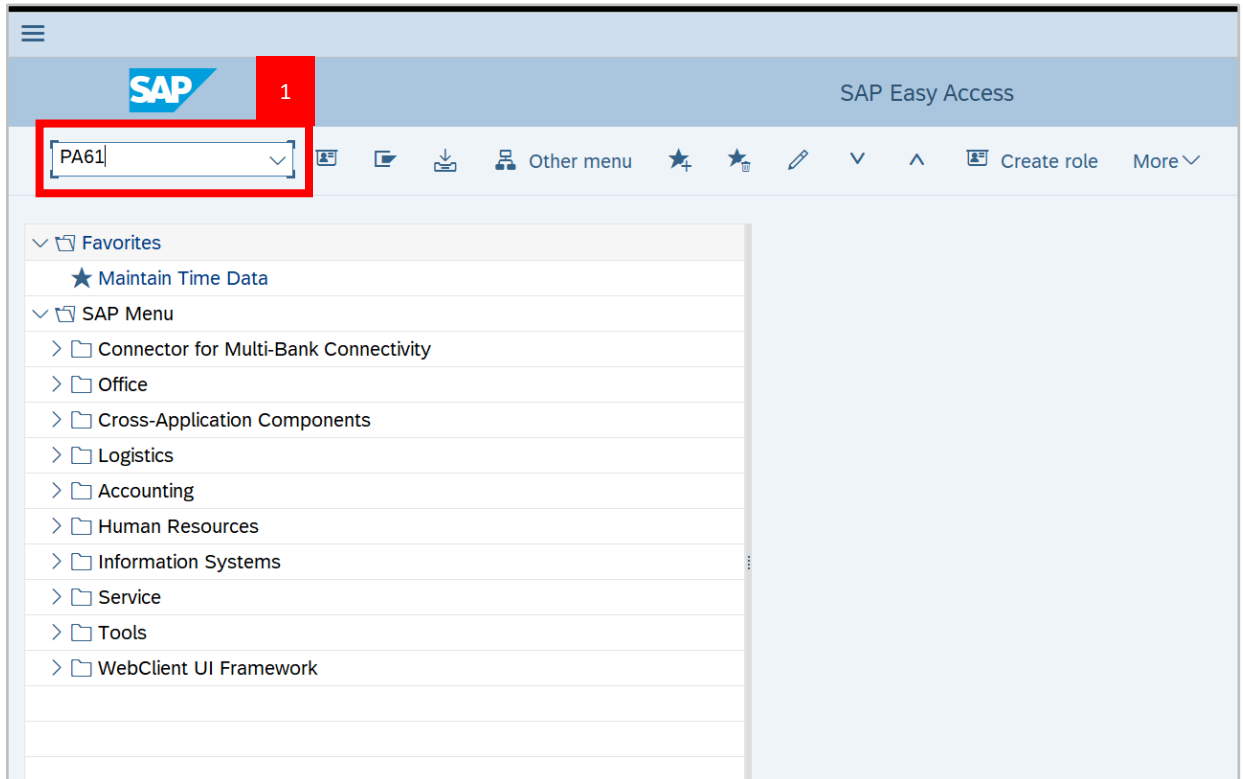 SAP
1
SAP Easy Access
PA61
Other menu
Create role
More
Favorites
Maintain Time Data
SAP Menu
Connector for Multi-Bank Connectivity
Office
Cross-Application Components
Logistics
Accounting
Human Resources
Information Systems
Service
Tools
WebClient UI Framework